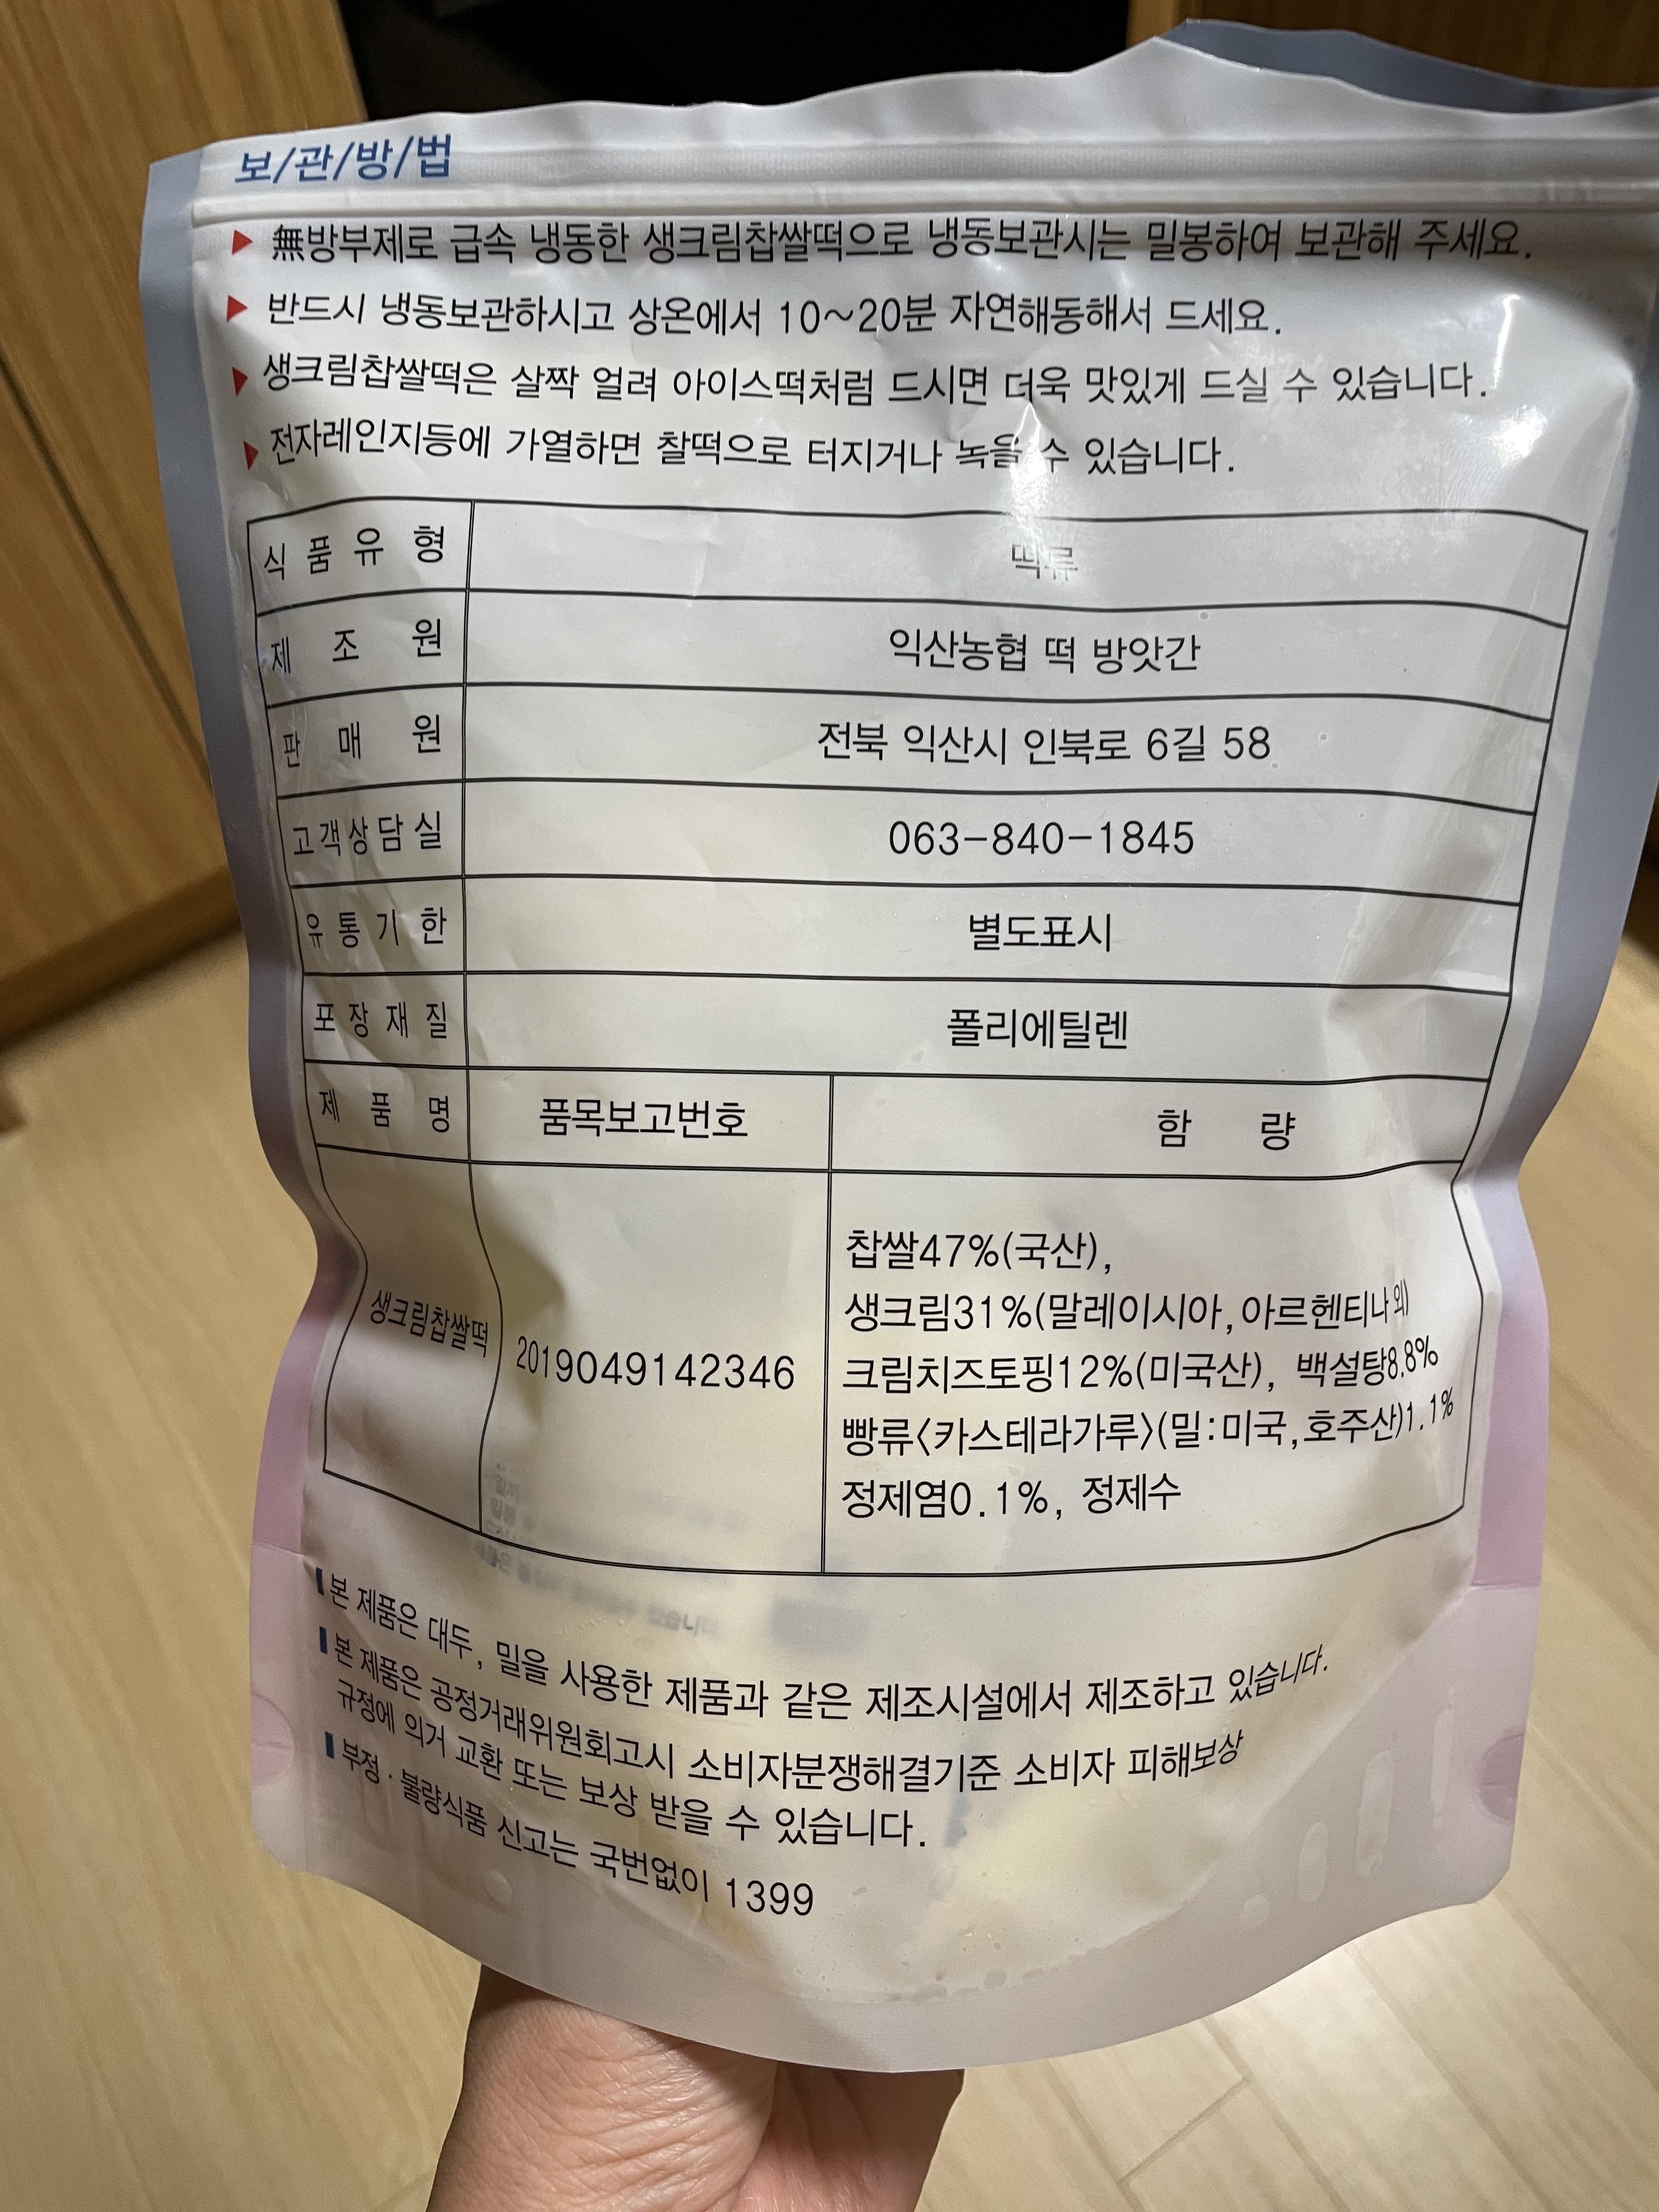 보/관/방/법
▶ 無방부제로 급속 냉동한 생크림찹쌀떡으로 냉동보관시는 밀봉하여 보관해 주세요.
▶ 반드시 냉동보관하시고 상온에서 10~20분 자연해동해서 드세요.
▶ 생크림찹쌀떡은 살짝 얼려 아이스떡처럼 드시면 더욱 맛있게 드실 수 있습니다.
▶ 전자레인지등에 가열하면 찰떡으로 터지거나 녹을 수 있습니다.
식품유형 떡류
제조원 익산농협 떡 방앗간
판매원 전북 익산시 인북로 6길 58
고객상담실 063-840-1845
유통기한 별도표시
포장재질 폴리에틸렌
제품명 품목보고번호 함량
생크림찹쌀떡 2019049142346
찹쌀47%(국산),
생크림31%(말레이시아,아르헨티나 외)
크림치즈토핑12%(미국산), 백설탕8.8%
빵류<카스테라가루>(밀:미국,호주산)1.1%
정제염0.1%, 정제수
본 제품은 대두, 밀을 사용한 제품과 같은 제조시설에서 제조하고 있습니다.
본 제품은 공정거래위원회고시 소비자분쟁해결기준 소비자 피해보상
규정에 의거 교환 또는 보상 받을 수 있습니다.
부정·불량식품 신고는 국번없이 1399